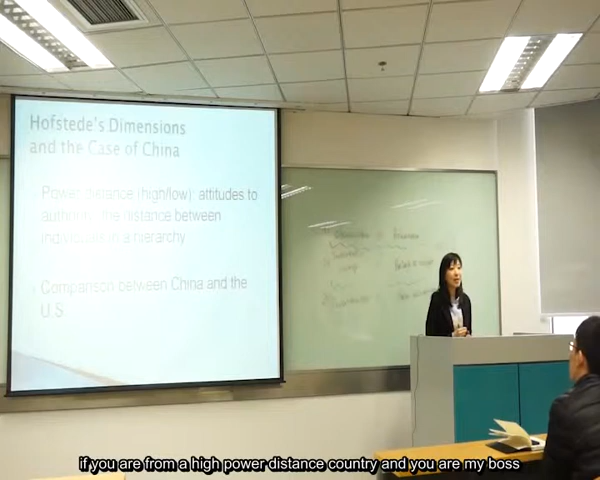 Hofstede's Dimensions
and the Case of China
Power distance (high/low): attitudes to
authority, the distance between
individuals in a hierarchy
Comparison between China and the
U.S
if you are from a high power distance country and you are my boss